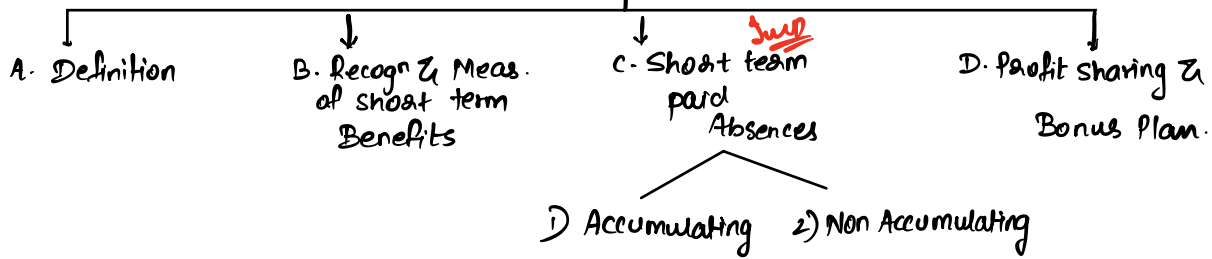 A. Definition
B. Recogn & Meas.
of short term
Benefits
Imp
C. Short term
paid
Absences
D. Profit sharing &
Bonus Plan.
1) Accumulating
2) Non Accumulating